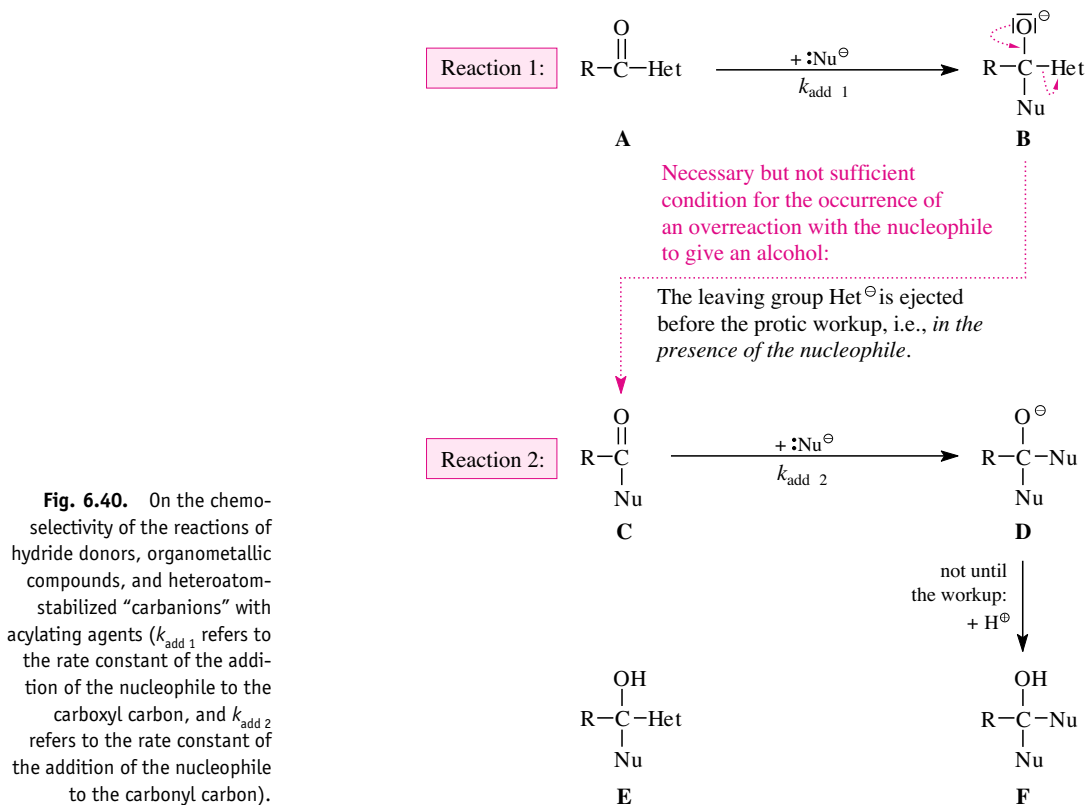 O
Reaction 1:
R–C–Het
+ :Nu⊖
k add 1
|O|⊖
R–C–Het
Nu
A
B
Necessary but not sufficient
condition for the occurrence of
an overreaction with the nucleophile
to give an alcohol:
The leaving group Het⊖ is ejected
before the protic workup, i.e., in the
presence of the nucleophile.
O
Reaction 2:
R–C
Nu
+ :Nu⊖
k add 2
O⊖
R–C–Nu
Nu
C
D
not until
the workup:
+ H⊕
OH
R–C–Het
Nu
E
OH
R–C–Nu
Nu
F
Fig. 6.40. On the chemo-
selectivity of the reactions of
hydride donors, organometallic
compounds, and heteroatom-
stabilized “carbanions” with
acylating agents (k add 1 refers to
the rate constant of the addi-
tion of the nucleophile to the
carboxyl carbon, and k add 2
refers to the rate constant of
the addition of the nucleophile
to the carbonyl carbon).